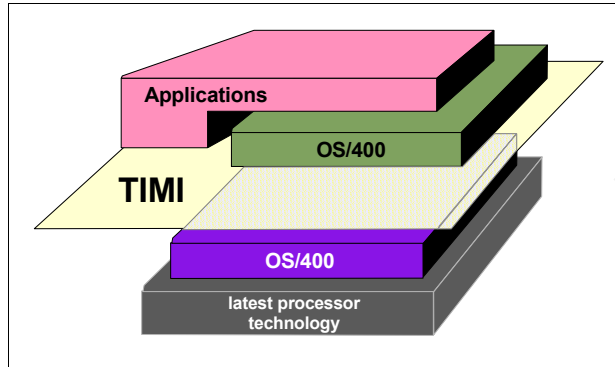 Applications
OS/400
TIMI
OS/400
latest processor
technology